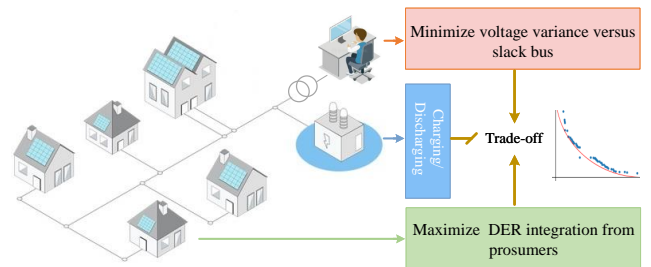 Minimize voltage variance versus
slack bus
Charging/
Discharging
Trade-off
Maximize DER integration from
prosumers